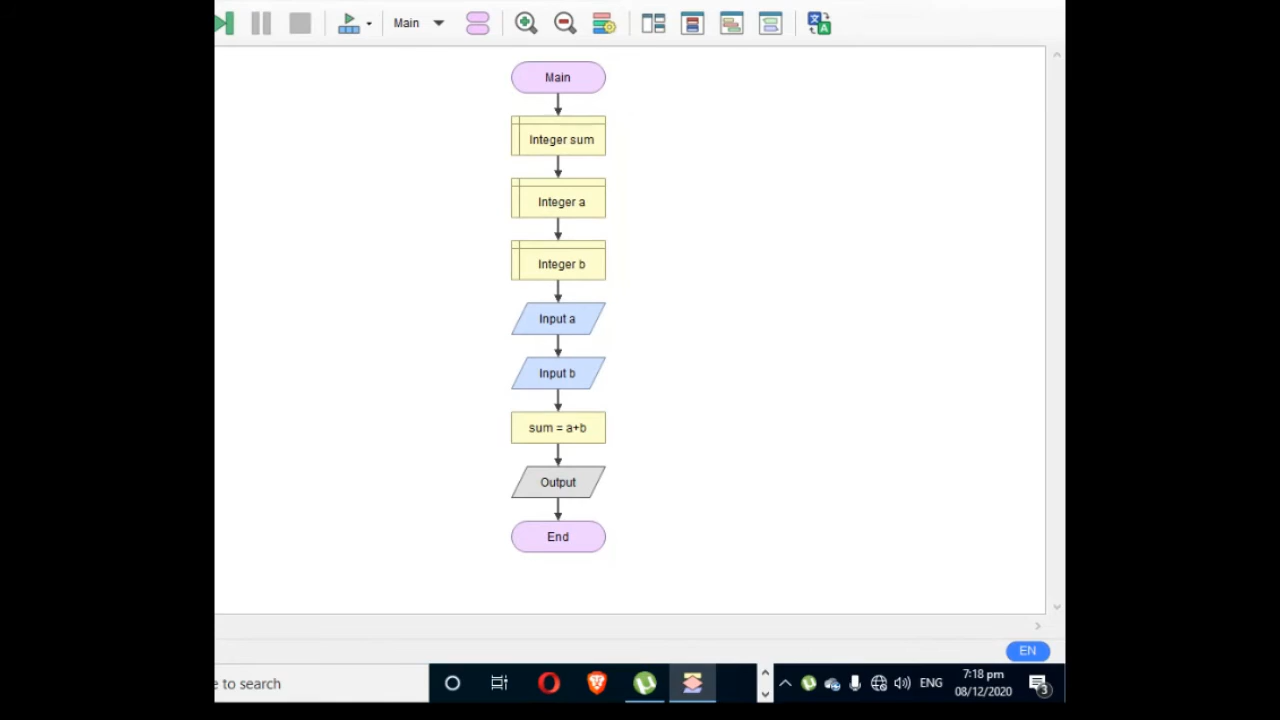 Main
Main
Integer sum
Integer a
Integer b
Input a
Input b
sum = a+b
Output
End
EN
e to search
ENG
7:18 pm
08/12/2020
3